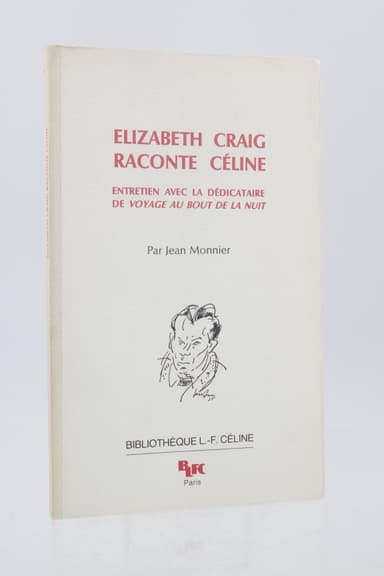 ELIZABETH CRAIG
RACONTE CÉLINE
ENTRETIEN AVEC LA DÉDICATAIRE
DE VOYAGE AU BOUT DE LA NUIT
Par Jean Monnier
BIBLIOTHÈQUE L.-F. CÉLINE
BLFC
Paris